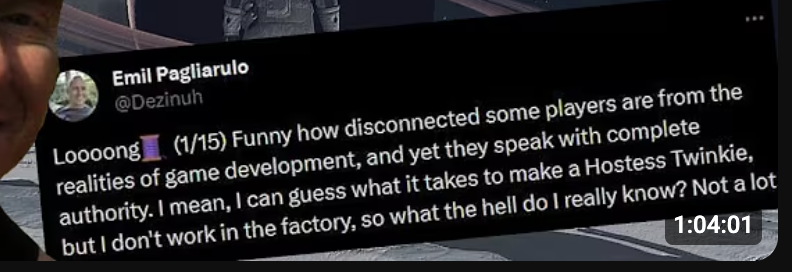 Emil Pagliarulo
@Dezinuh
Loooong🧵 (1/15) Funny how disconnected some players are from the
realities of game development, and yet they speak with complete
authority. I mean, I can guess what it takes to make a Hostess Twinkie,
but I don't work in the factory, so what the hell do I really know? Not a lot
1:04:01